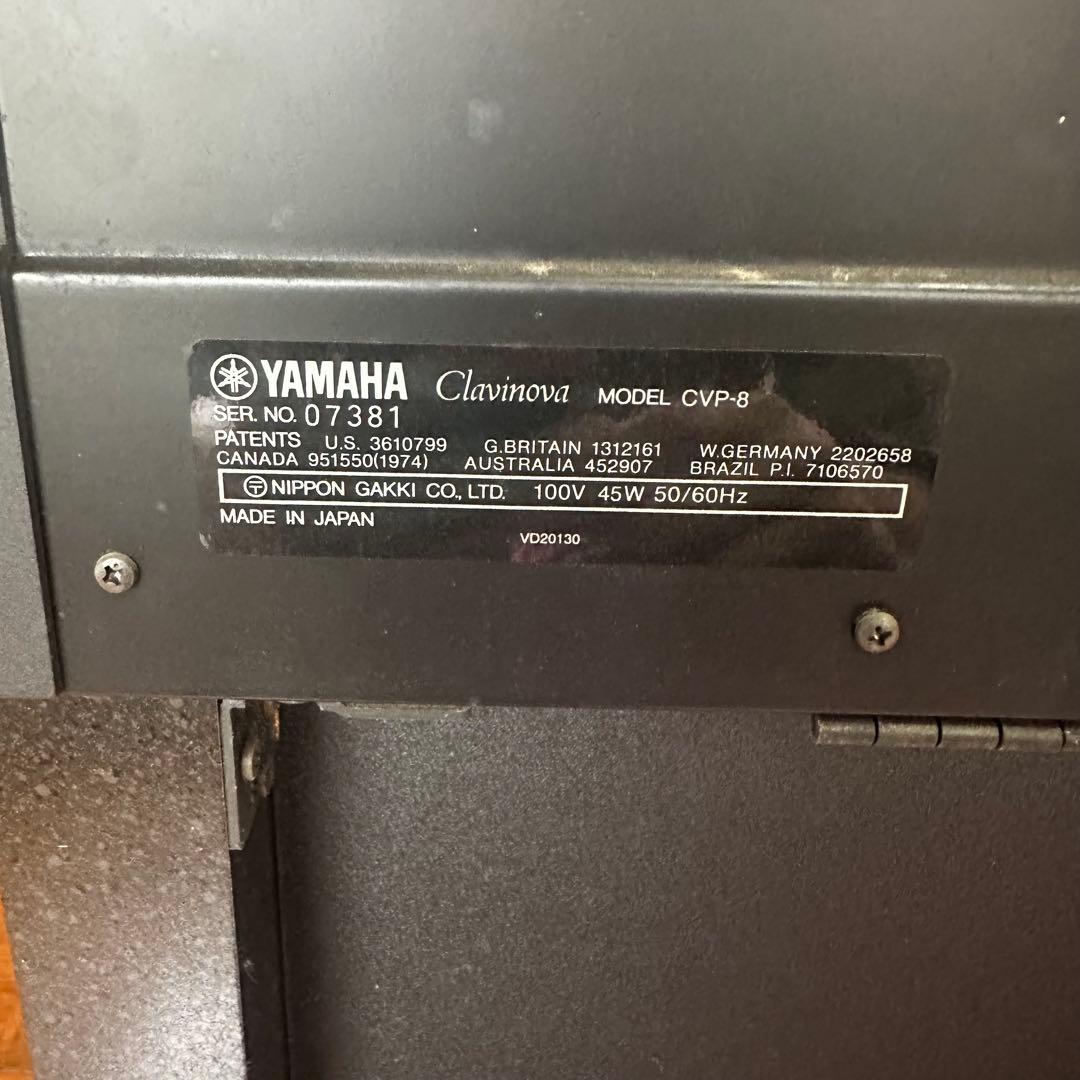 YAMAHA Clavinova MODEL CVP-8
SER. NO. 07381
PATENTS U.S. 3610799 G.BRITAIN 1312161 W.GERMANY 2202658
CANADA 951550(1974) AUSTRALIA 452907 BRAZIL P.I. 7106570
〶 NIPPON GAKKI CO., LTD. 100V 45W 50/60Hz
MADE IN JAPAN
VD20130